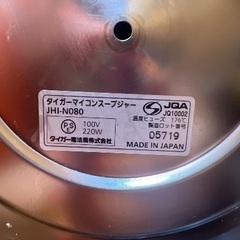 タイガーマイコンスープジャー
JHI-N080
PS
E
100V
220W
タイガー魔法瓶株式会社
JQA
JQ10002
温度ヒューズ 176℃
製造ロット番号
05719
MADE IN JAPAN